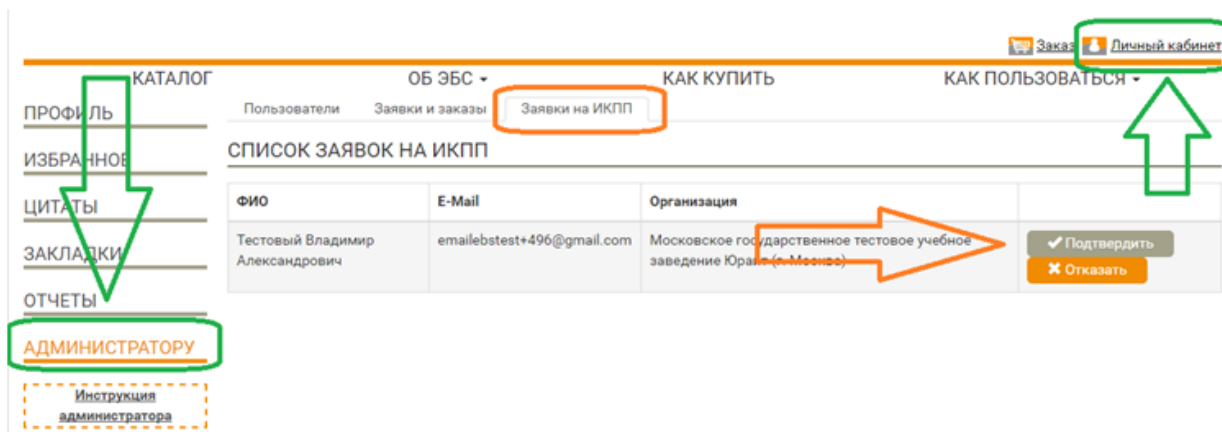 Заказ Личный кабинет
КАТАЛОГ ОБ ЭБС КАК КУПИТЬ КАК ПОЛЬЗОВАТЬСЯ
ПРОФИЛЬ
ИЗБРАННОЕ
ЦИТАТЫ
ЗАКЛАДКИ
ОТЧЕТЫ
АДМИНИСТРАТОРУ
Инструкция
администратора
Пользователи Заявки и заказы Заявки на ИКПП
СПИСОК ЗАЯВОК НА ИКПП
ФИО E-Mail Организация
Тестовый Владимир
Александрович
emailebstest+496@gmail.com
Московское государственное тестовое учебное
заведение Юрайт (г. Москва)
Подтвердить
Отказать